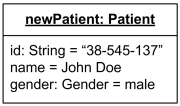 newPatient: Patient
id: String = “38-545-137”
name = John Doe
gender: Gender = male